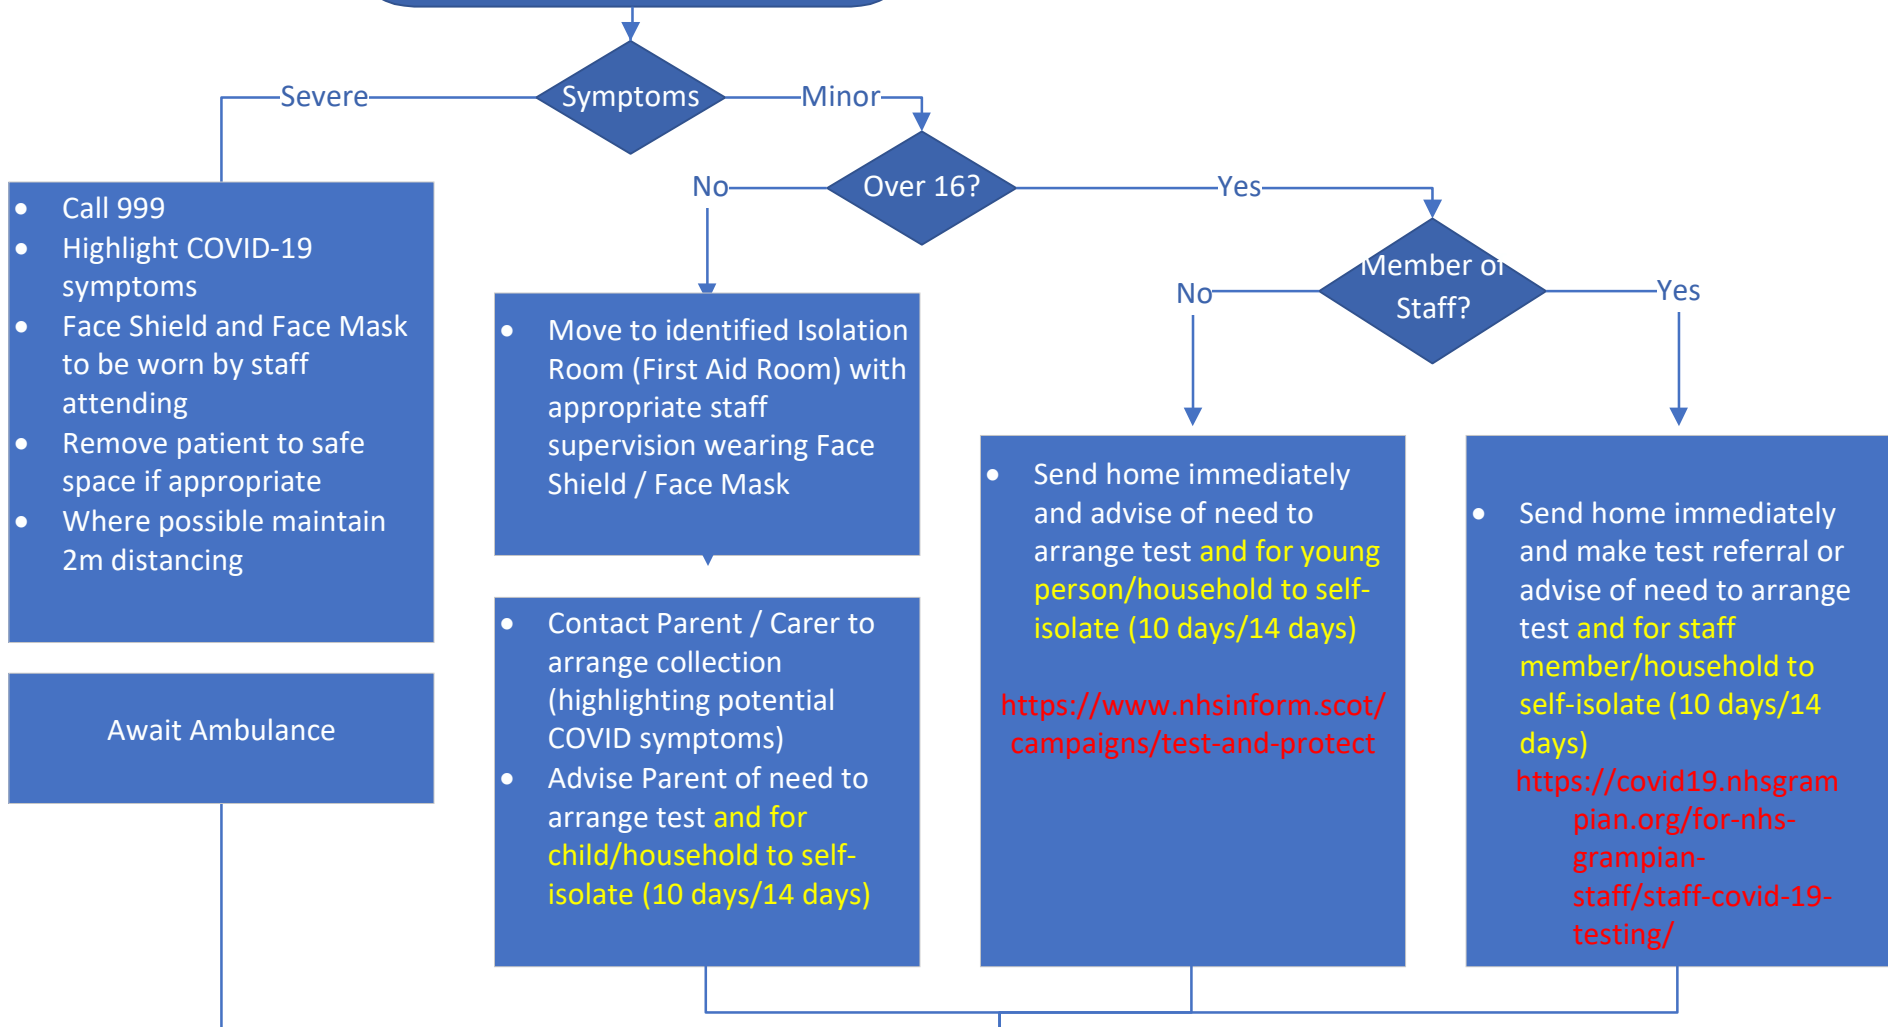 Symptoms
Severe
Minor
Over 16?
No
Yes
Member of
Staff?
No
Yes
• Call 999
• Highlight COVID-19
symptoms
• Face Shield and Face Mask
to be worn by staff
attending
• Remove patient to safe
space if appropriate
• Where possible maintain
2m distancing
Await Ambulance
• Move to identified Isolation
Room (First Aid Room) with
appropriate staff
supervision wearing Face
Shield / Face Mask
• Contact Parent / Carer to
arrange collection
(highlighting potential
COVID symptoms)
• Advise Parent of need to
arrange test and for
child/household to self-
isolate (10 days/14 days)
• Send home immediately
and advise of need to
arrange test and for young
person/household to self-
isolate (10 days/14 days)
https://www.nhsinform.scot/
campaigns/test-and-protect
• Send home immediately
and make test referral or
advise of need to arrange
test and for staff
member/household to
self-isolate (10 days/14
days)
https://covid19.nhsgram
pian.org/for-nhs-
grampian-
staff/staff-covid-19-
testing/